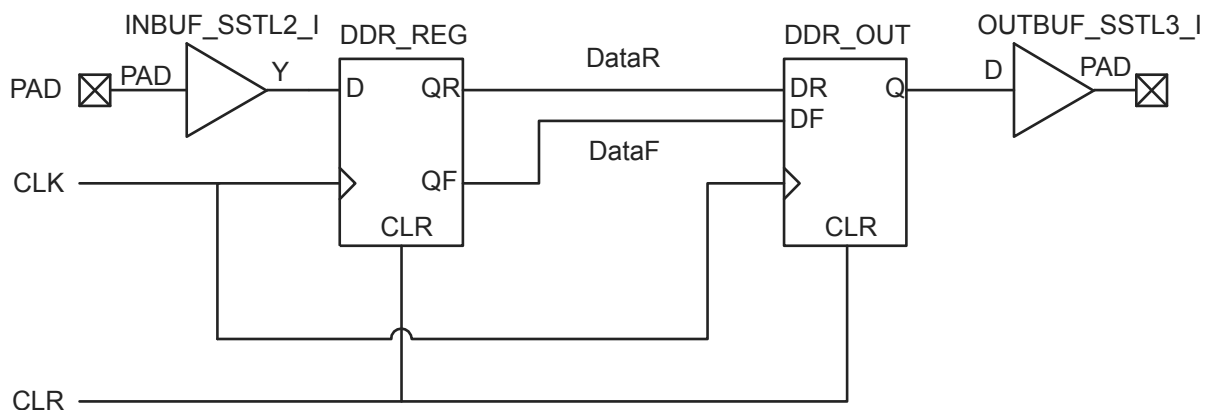 INBUF_SSTL2_I
DDR_REG
DDR_OUT
OUTBUF_SSTL3_I
PAD
PAD
Y
D
QR
DataR
DR
Q
D
PAD
DF
DataF
CLK
QF
CLR
CLR
CLR